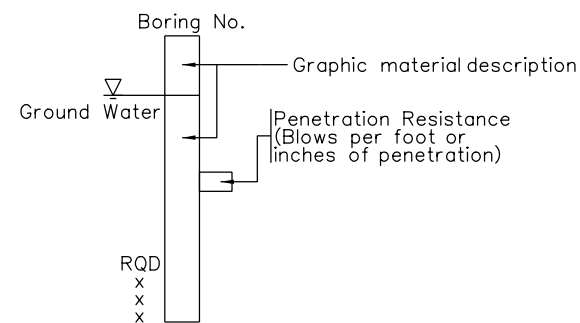 Boring No.
Graphic material description
Ground Water
Penetration Resistance
(Blows per foot or
inches of penetration)
RQD
x
x
x